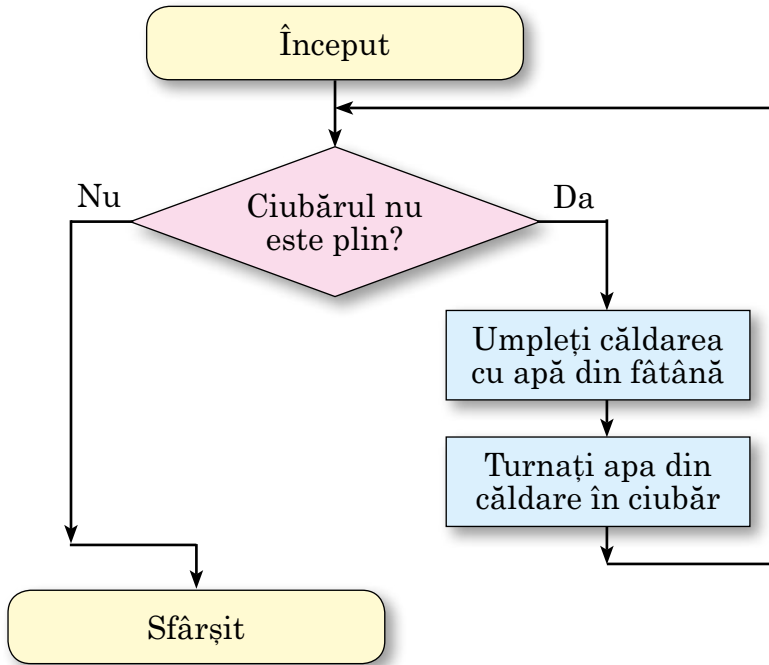 Început
Nu
Ciubărul nu
este plin?
Da
Umpleți căldarea
cu apă din fâtână
Turnați apa din
căldare în ciubăr
Sfârșit